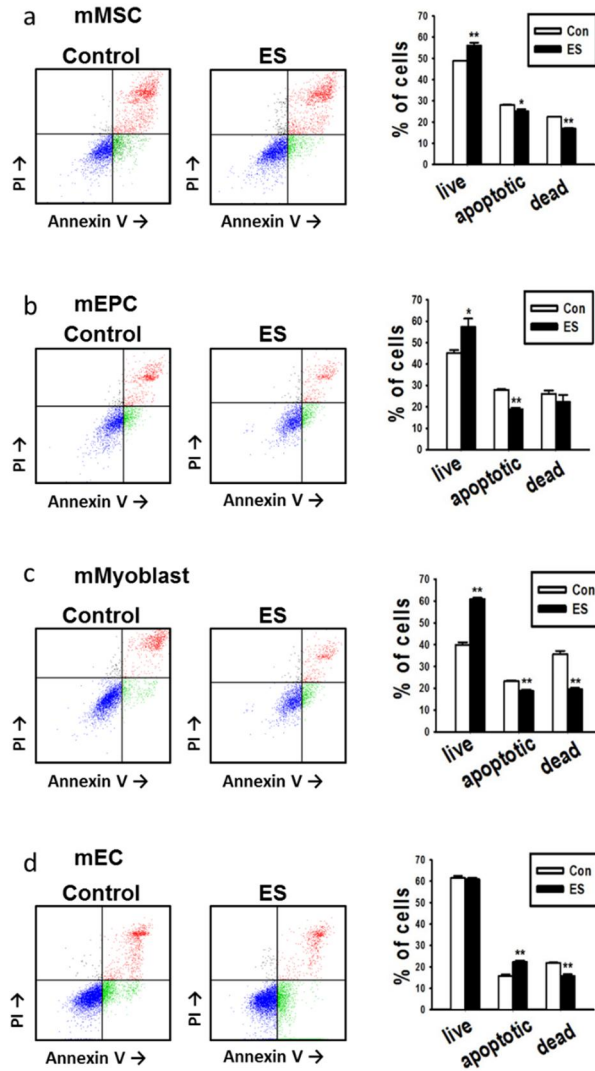 a mMSC
Control ES
PI → PI →
Annexin V → Annexin V →
% of cells
70
60
50
40
30
20
10
0
** * **
Con
ES
live apoptotic dead
b mEPC
Control ES
PI → PI →
Annexin V → Annexin V →
% of cells
70
60
50
40
30
20
10
0
* **
Con
ES
live apoptotic dead
c mMyoblast
Control ES
PI → PI →
Annexin V → Annexin V →
% of cells
70
60
50
40
30
20
10
0
** ** **
Con
ES
live apoptotic dead
d mEC
Control ES
PI → PI →
Annexin V → Annexin V →
% of cells
70
60
50
40
30
20
10
0
** **
Con
ES
live apoptotic dead